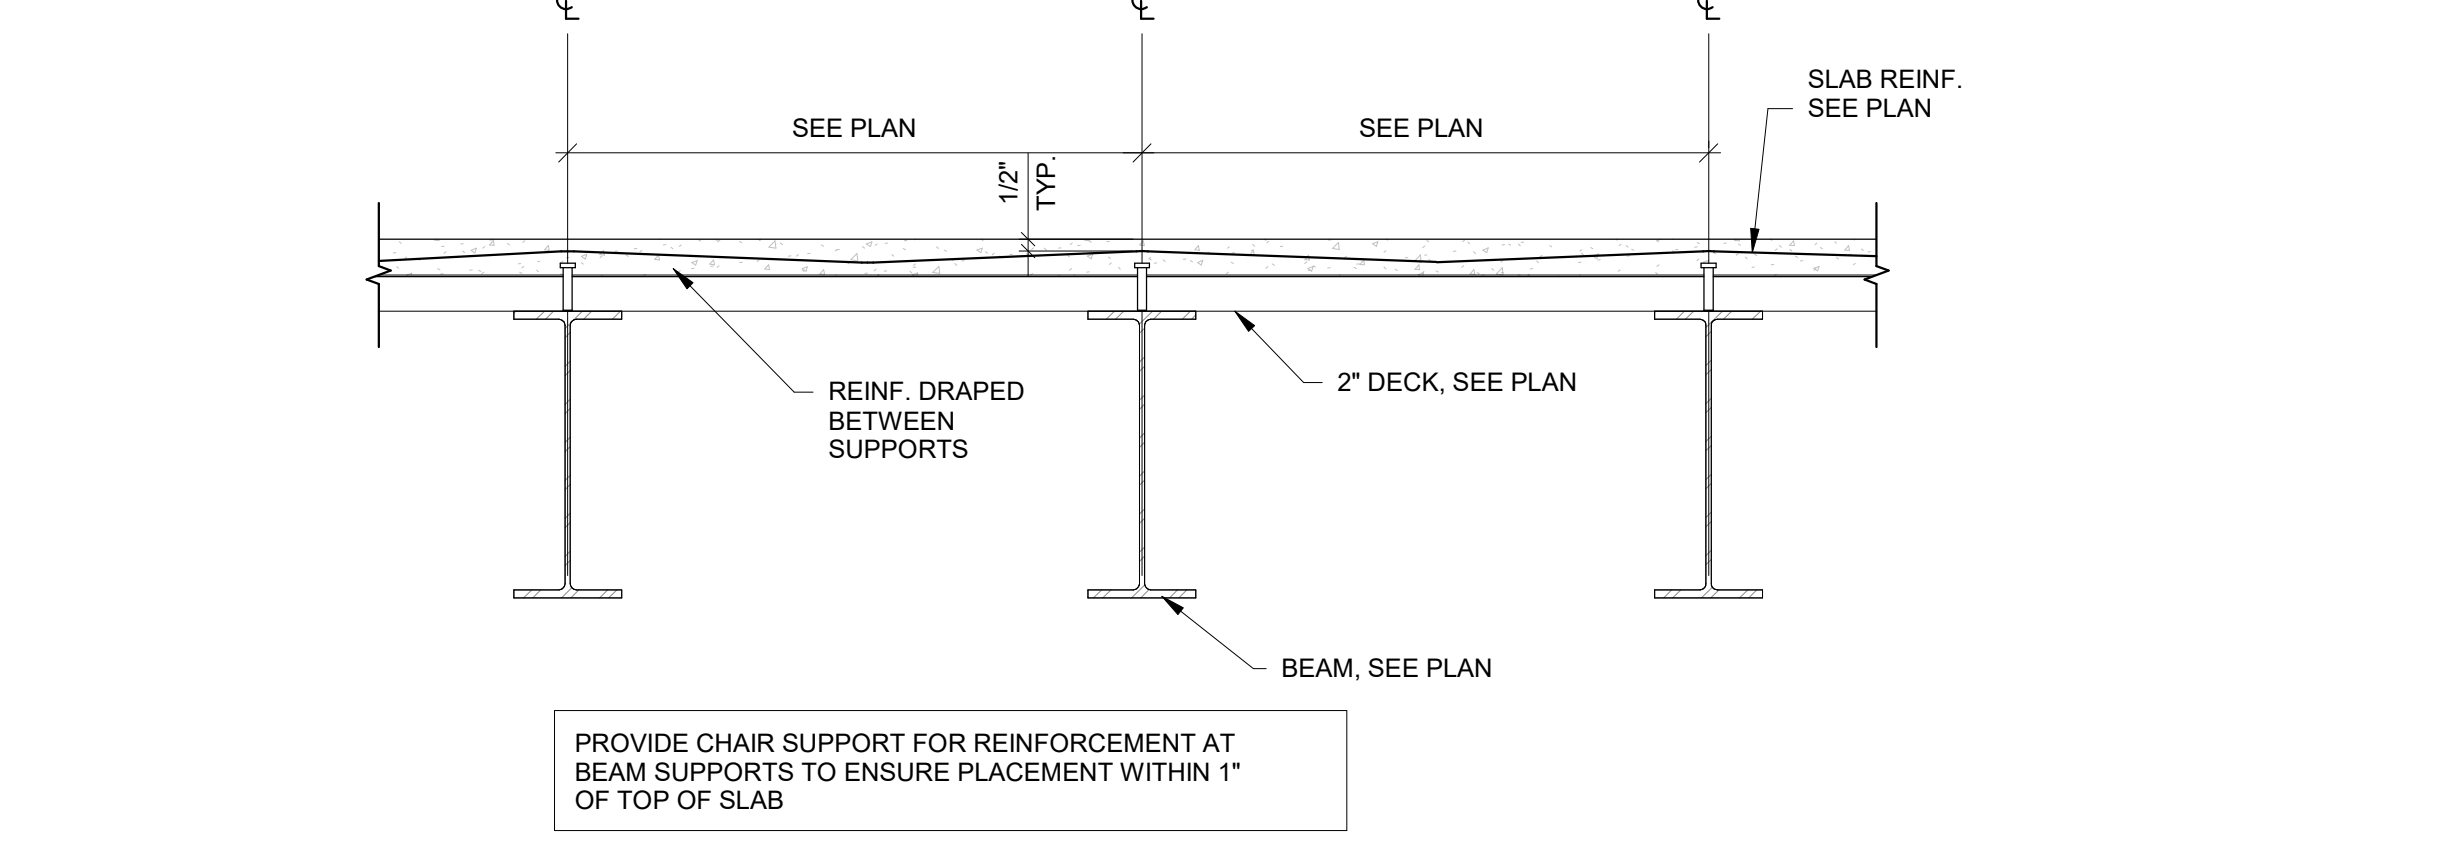 ℄ ℄ ℄
SLAB REINF.
SEE PLAN
SEE PLAN
SEE PLAN
1/2"
TYP.
2" DECK, SEE PLAN
REINF. DRAPED
BETWEEN
SUPPORTS
BEAM, SEE PLAN
PROVIDE CHAIR SUPPORT FOR REINFORCEMENT AT
BEAM SUPPORTS TO ENSURE PLACEMENT WITHIN 1"
OF TOP OF SLAB